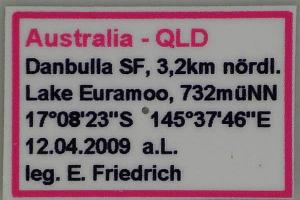 Australia - QLD
Danbulla SF, 3,2km nördl.
Lake Euramoo, 732müNN
17°08'23"S 145°37'46"E
12.04.2009 a.L.
leg. E. Friedrich